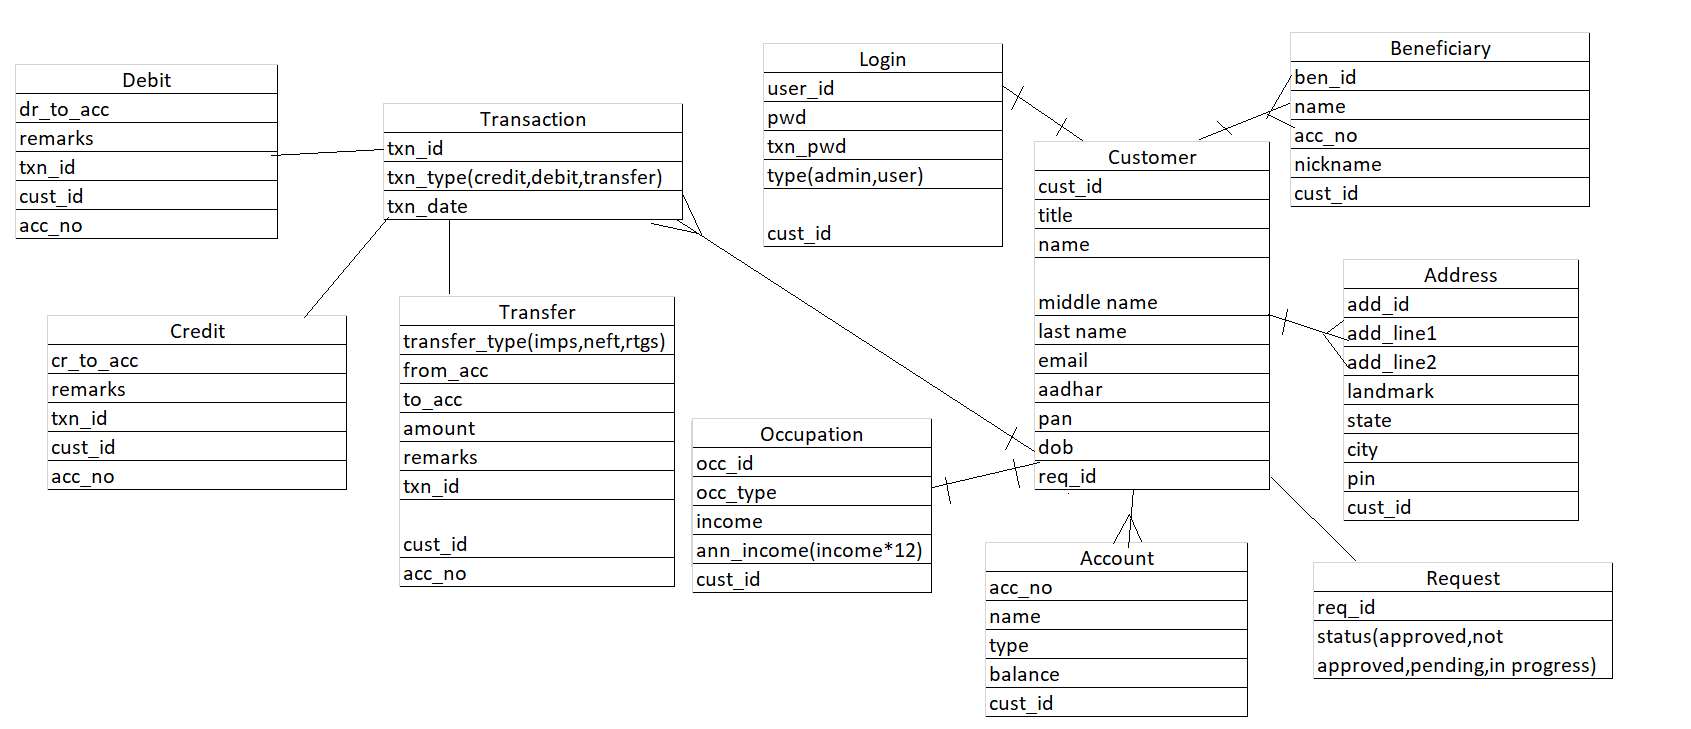 Debit
dr_to_acc
remarks
txn_id
cust_id
acc_no
Transaction
txn_id
txn_type(credit,debit,transfer)
txn_date
Login
user_id
pwd
txn_pwd
type(admin,user)
cust_id
Beneficiary
ben_id
name
acc_no
nickname
cust_id
Customer
cust_id
title
name
middle name
last name
email
aadhar
pan
dob
req_id
Address
add_id
add_line1
add_line2
landmark
state
city
pin
cust_id
Credit
cr_to_acc
remarks
txn_id
cust_id
acc_no
Transfer
transfer_type(imps,neft,rtgs)
from_acc
to_acc
amount
remarks
txn_id
cust_id
acc_no
Occupation
occ_id
occ_type
income
ann_income(income*12)
cust_id
Account
acc_no
name
type
balance
cust_id
Request
req_id
status(approved,not
approved,pending,in progress)